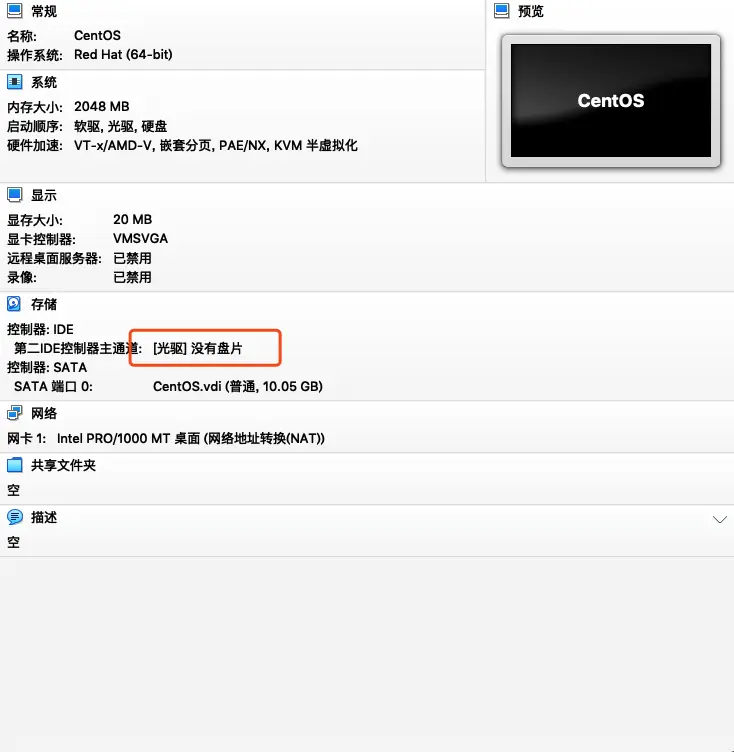 常规
名称: CentOS
操作系统: Red Hat (64-bit)
预览
CentOS
系统
内存大小: 2048 MB
启动顺序: 软驱, 光驱, 硬盘
硬件加速: VT-x/AMD-V, 嵌套分页, PAE/NX, KVM 半虚拟化
显示
显存大小: 20 MB
显卡控制器: VMSVGA
远程桌面服务器: 已禁用
录像: 已禁用
存储
控制器: IDE
第二IDE控制器主通道: [光驱] 没有盘片
控制器: SATA
SATA 端口 0: CentOS.vdi (普通, 10.05 GB)
网络
网卡 1: Intel PRO/1000 MT 桌面 (网络地址转换(NAT))
共享文件夹
空
描述
空